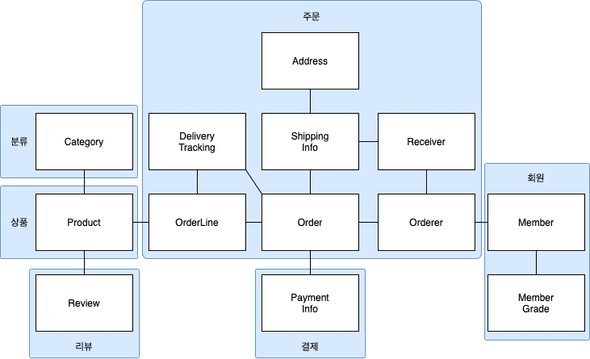 주문
Address
분류
Category
Delivery
Tracking
Shipping
Info
Receiver
회원
상품
Product
OrderLine
Order
Orderer
Member
Review
Payment
Info
Member
Grade
리뷰
결제